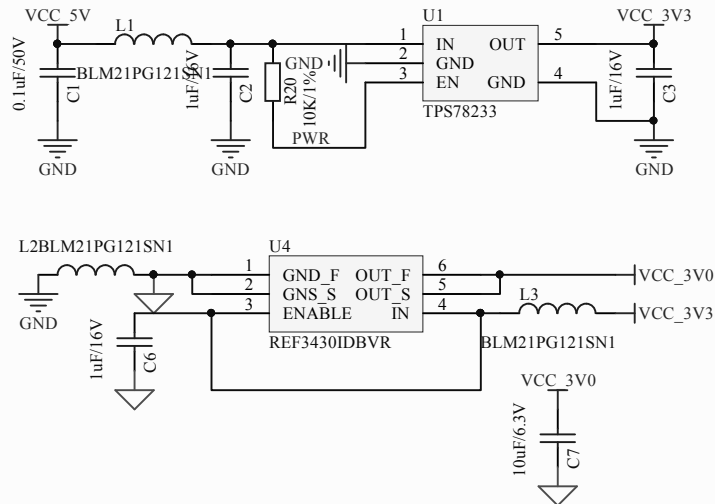 VCC_5V
L1
BLM21PG121SN1
0.1uF/50V
C1
GND
1uF/16V
C2
GND
R20
10K/1%
PWR
GND
U1
1 IN OUT 5
2 GND
3 EN GND 4
TPS78233
VCC_3V3
1uF/16V
C3
GND
L2BLM21PG121SN1
GND
U4
1 GND_F OUT_F 6
2 GNS_S OUT_S 5
3 ENABLE IN 4
REF3430IDBVR
VCC_3V0
L3
VCC_3V3
BLM21PG121SN1
1uF/16V
C6
VCC_3V0
10uF/6.3V
C7